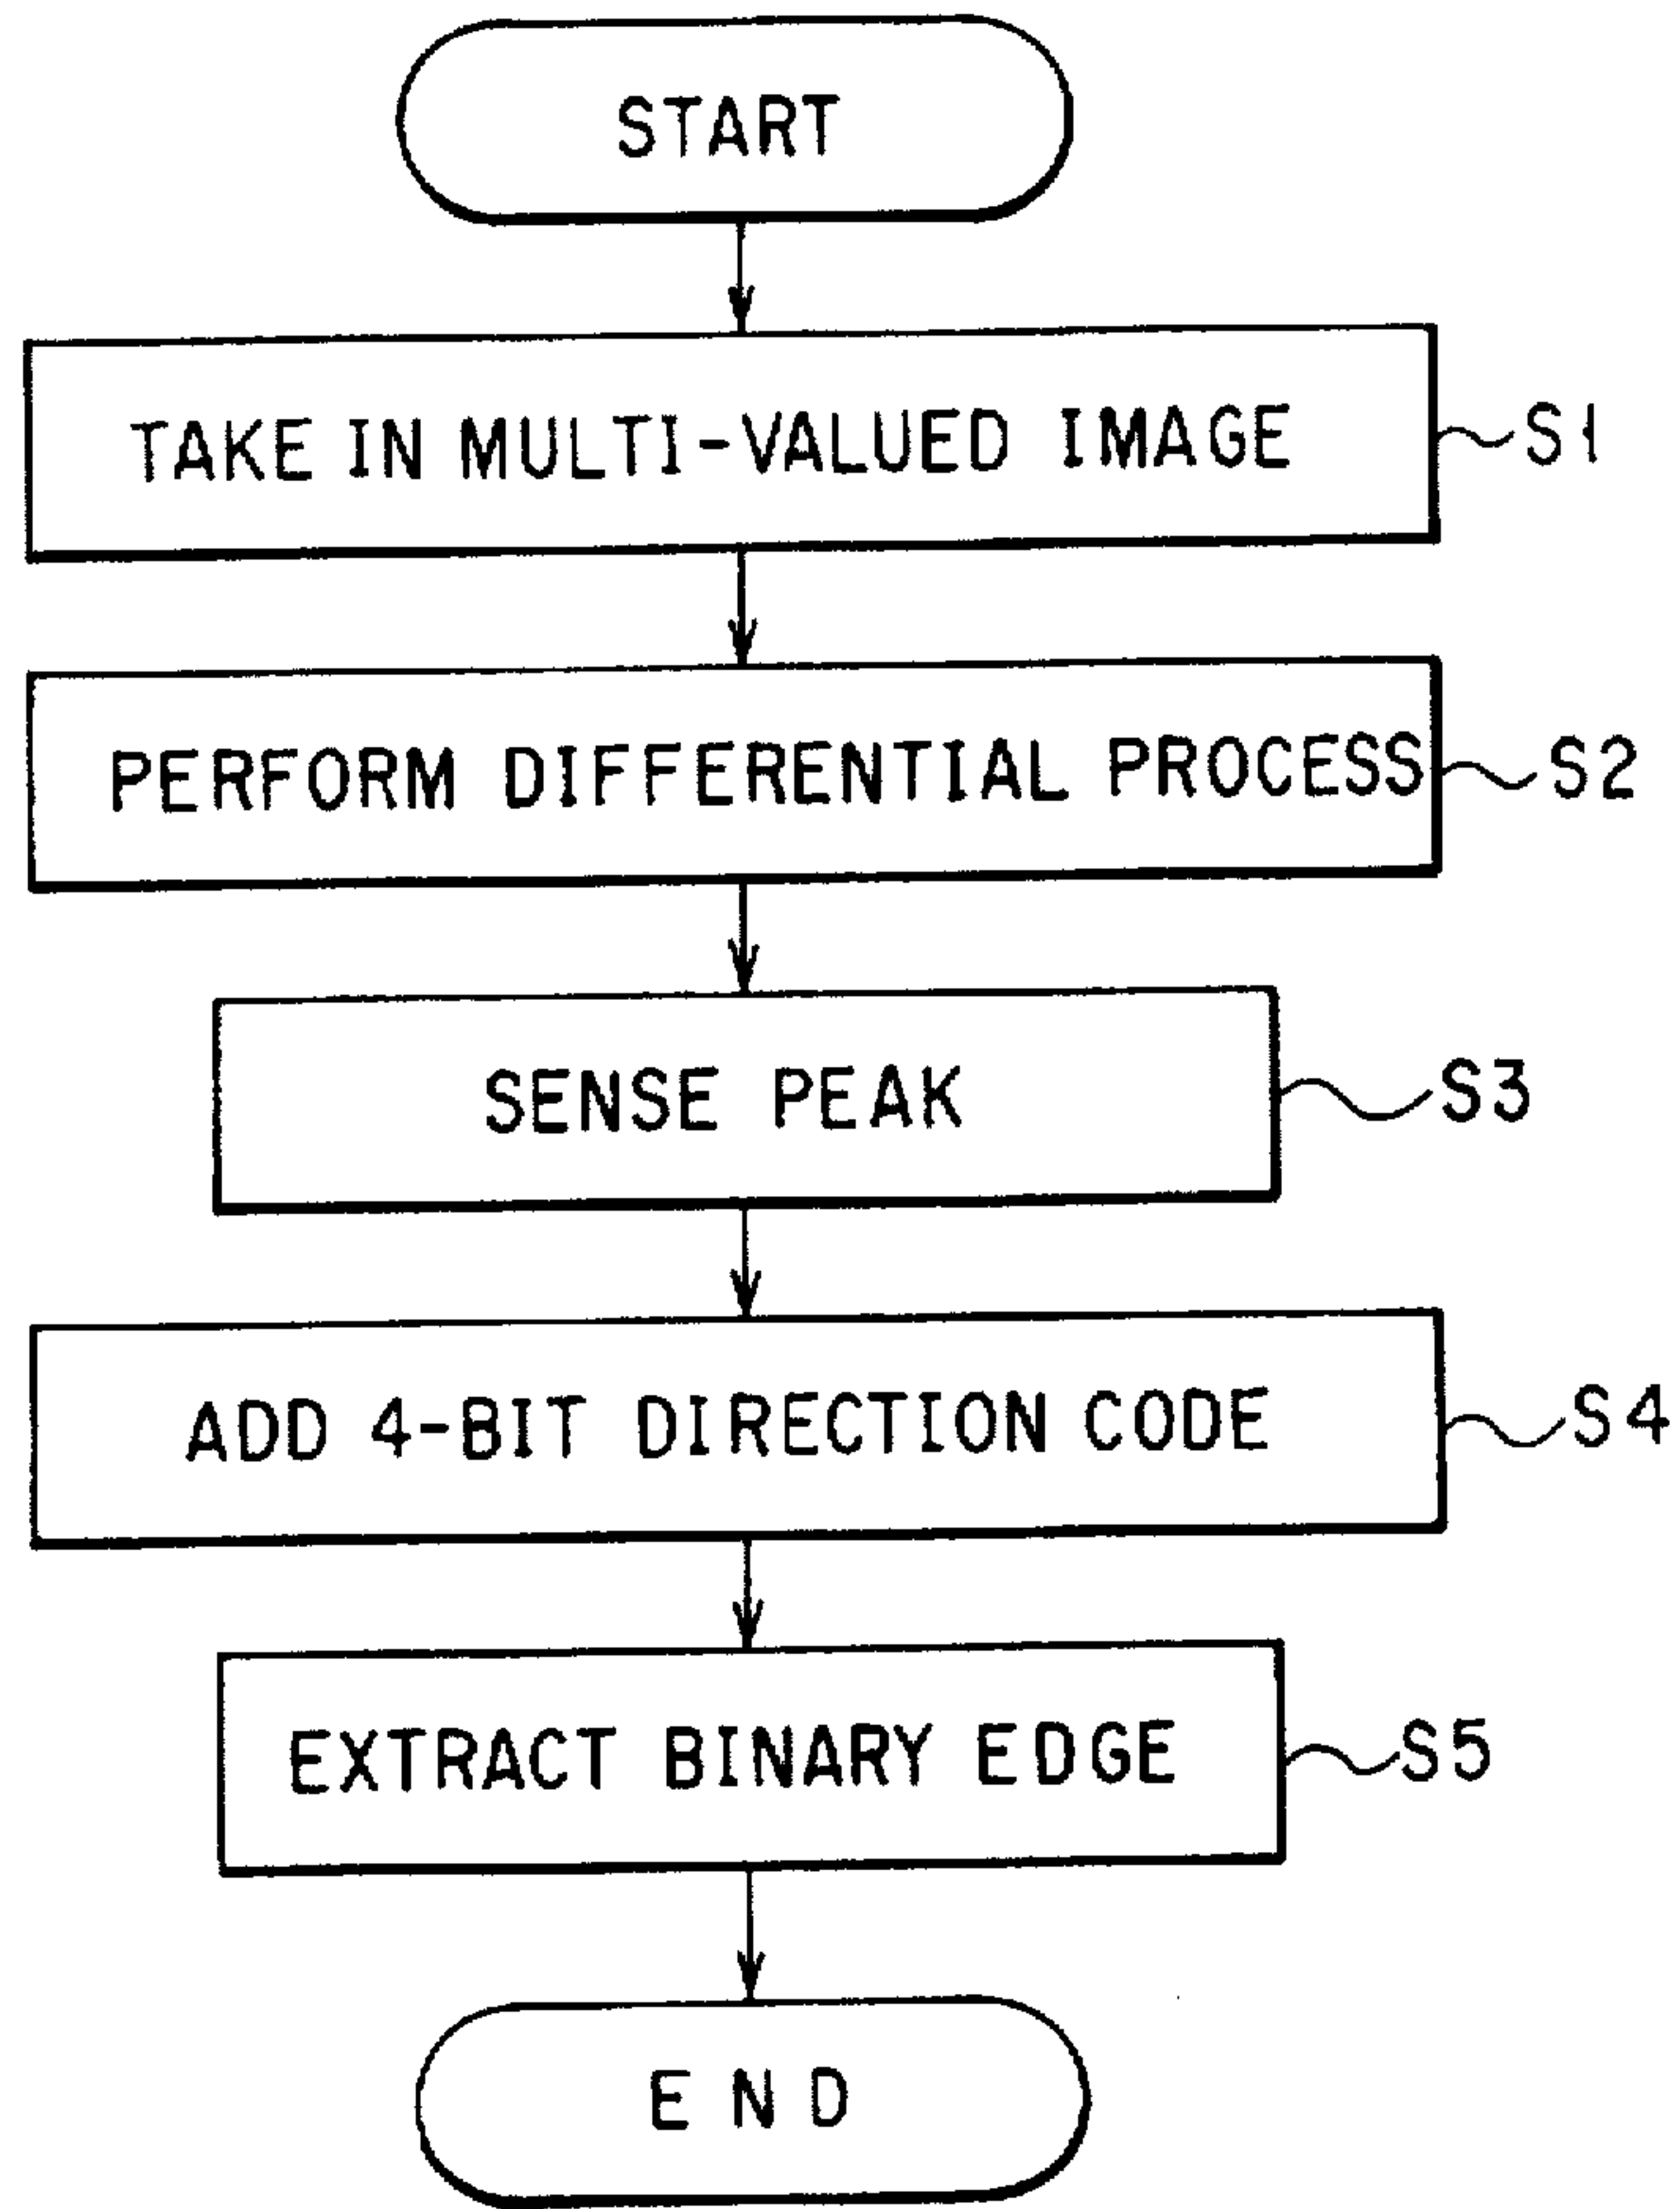 START
TAKE IN MULTI-VALUED IMAGE S1
PERFORM DIFFERENTIAL PROCESS S2
SENSE PEAK S3
ADD 4-BIT DIRECTION CODE S4
EXTRACT BINARY EDGE S5
END